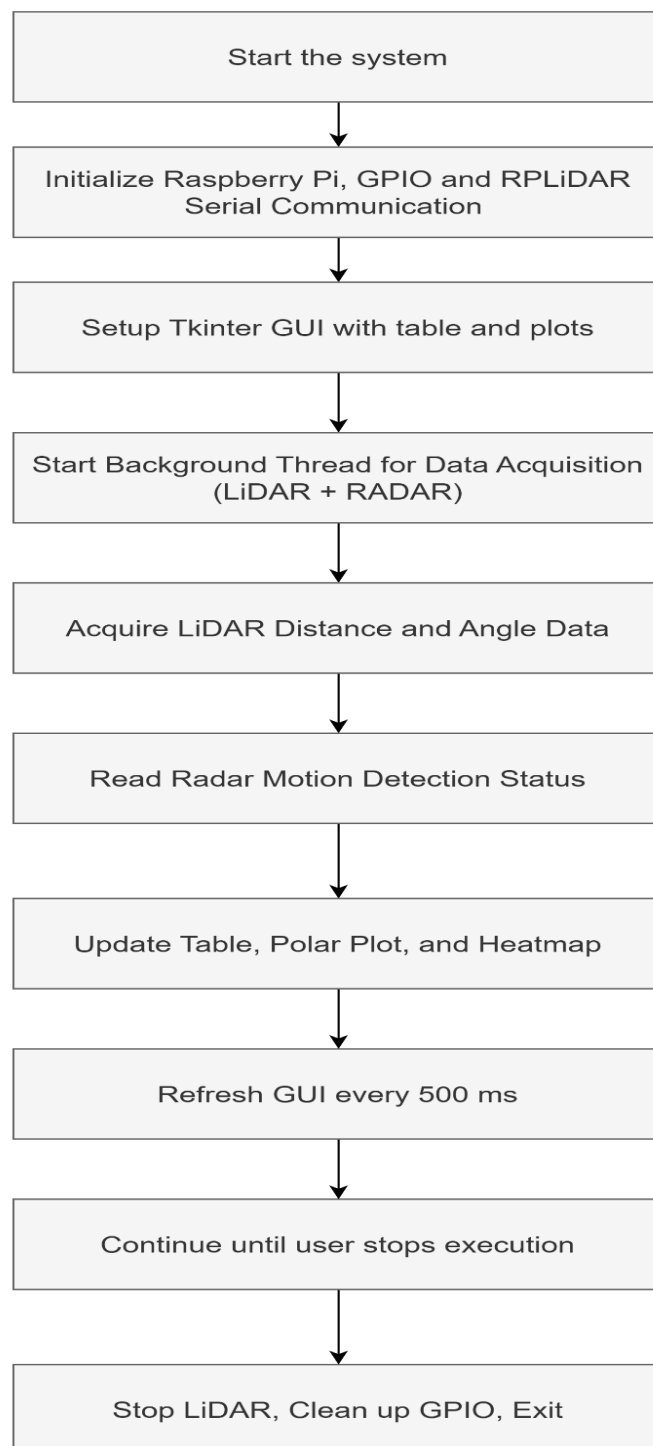 Start the system
Initialize Raspberry Pi, GPIO and RPLiDAR
Serial Communication
Setup Tkinter GUI with table and plots
Start Background Thread for Data Acquisition
(LiDAR + RADAR)
Acquire LiDAR Distance and Angle Data
Read Radar Motion Detection Status
Update Table, Polar Plot, and Heatmap
Refresh GUI every 500 ms
Continue until user stops execution
Stop LiDAR, Clean up GPIO, Exit